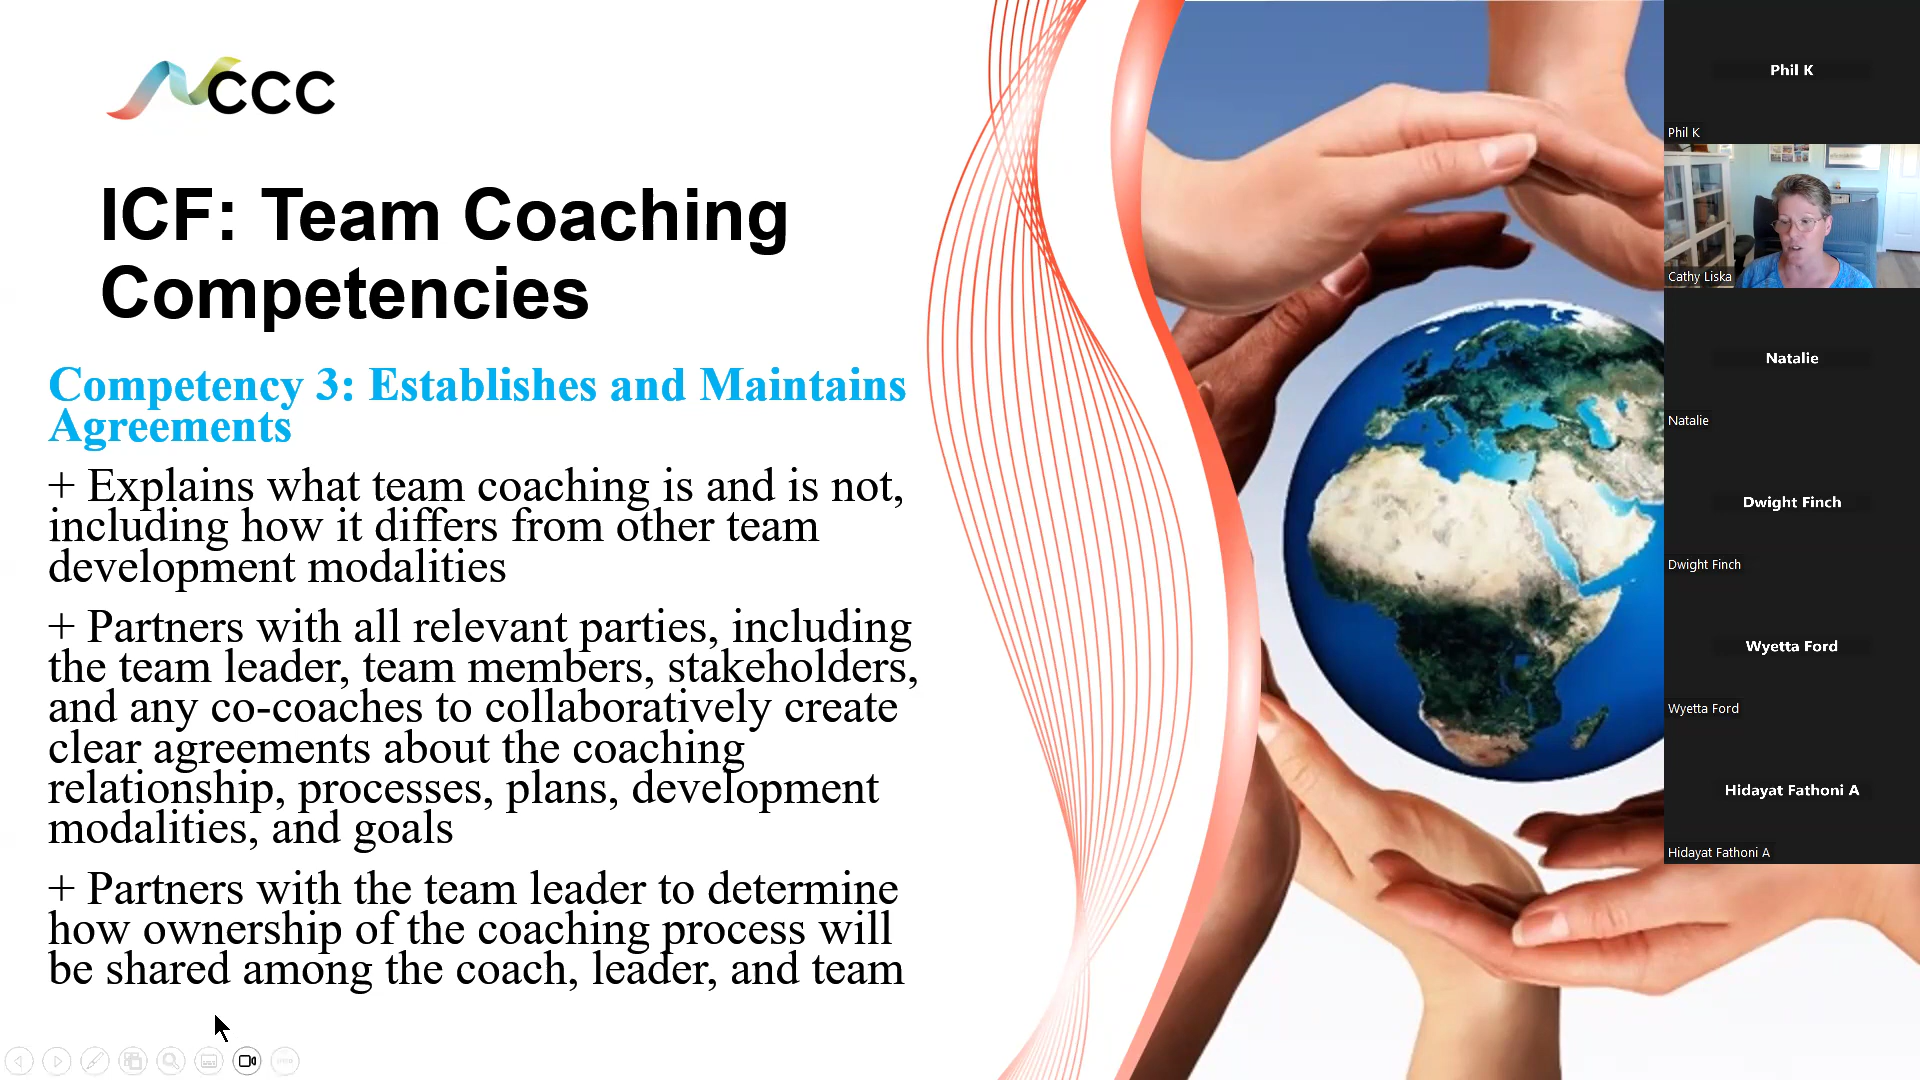 CCC
ICF: Team Coaching
Competencies
Competency 3: Establishes and Maintains
Agreements
+ Explains what team coaching is and is not,
including how it differs from other team
development modalities
+ Partners with all relevant parties, including
the team leader, team members, stakeholders,
and any co-coaches to collaboratively create
clear agreements about the coaching
relationship, processes, plans, development
modalities, and goals
+ Partners with the team leader to determine
how ownership of the coaching process will
be shared among the coach, leader, and team
Phil K
Phil K
Cathy Liska
Natalie
Natalie
Dwight Finch
Dwight Finch
Wyetta Ford
Wyetta Ford
Hidayat Fathoni A
Hidayat Fathoni A